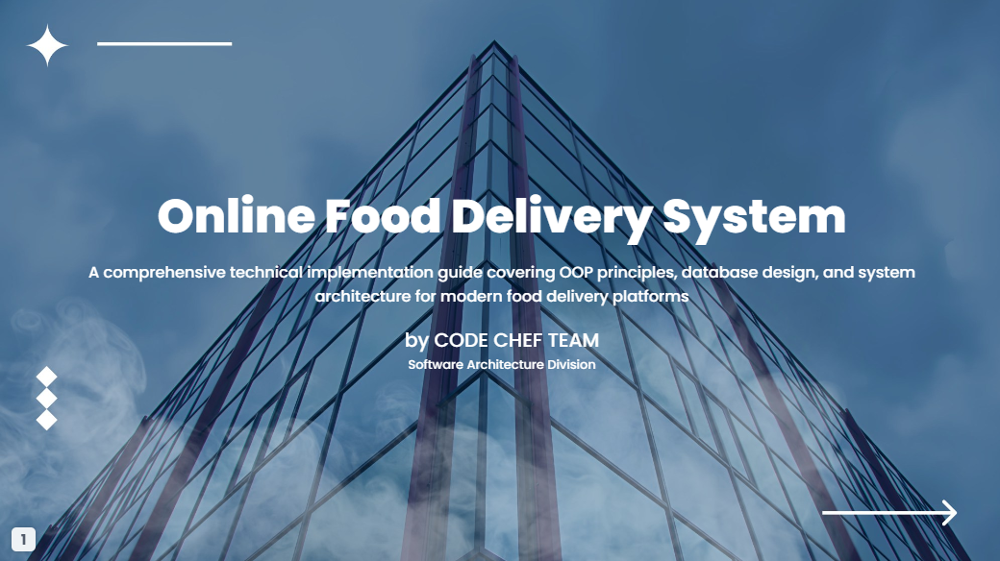 Online Food Delivery System
A comprehensive technical implementation guide covering OOP principles, database design, and system
architecture for modern food delivery platforms
by CODE CHEF TEAM
Software Architecture Division
1